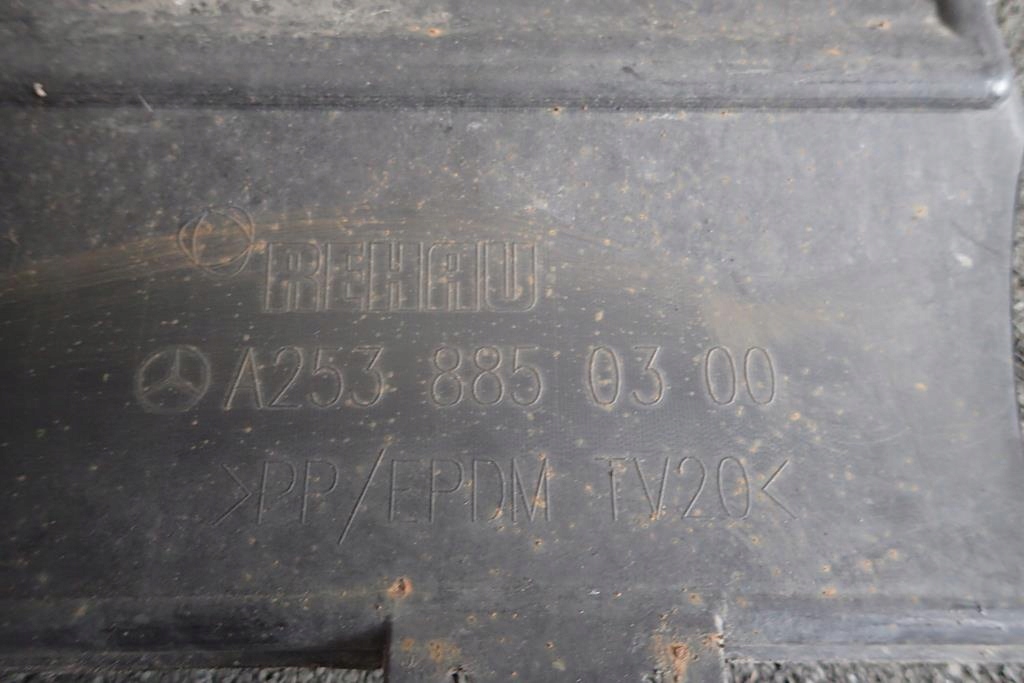 REHAU
A253 885 03 00
>PP/EPDM TV20<